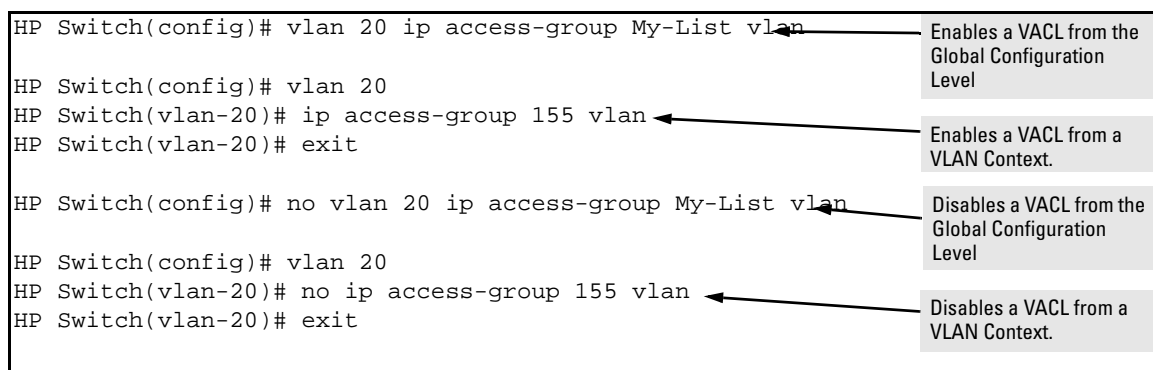 HP Switch(config)# vlan 20 ip access-group My-List vlan
Enables a VACL from the
Global Configuration
Level
HP Switch(config)# vlan 20
HP Switch(vlan-20)# ip access-group 155 vlan
HP Switch(vlan-20)# exit
Enables a VACL from a
VLAN Context.
HP Switch(config)# no vlan 20 ip access-group My-List vlan
Disables a VACL from the
Global Configuration
Level
HP Switch(config)# vlan 20
HP Switch(vlan-20)# no ip access-group 155 vlan
HP Switch(vlan-20)# exit
Disables a VACL from a
VLAN Context.